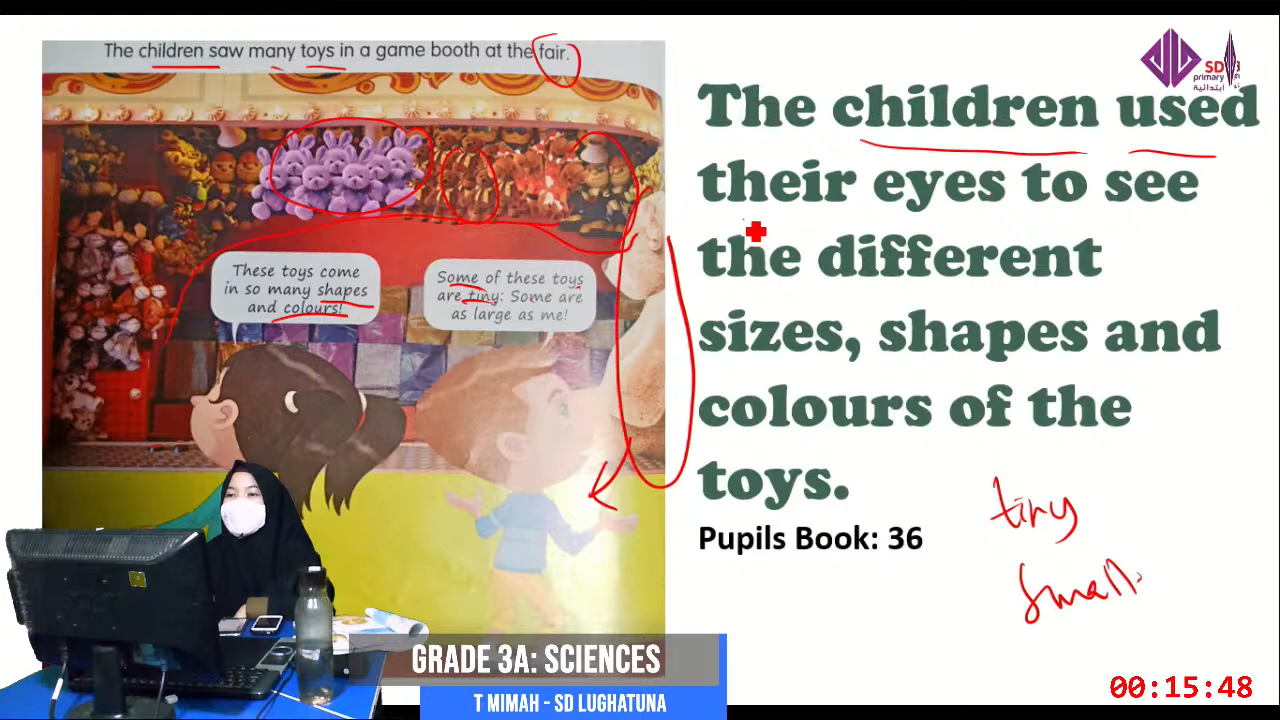 The children saw many toys in a game booth at the fair.
These toys come
in so many shapes
and colours!
Some of these toys
are tiny. Some are
as large as me!
The children used
their eyes to see
the different
sizes, shapes and
colours of the
toys.
Pupils Book: 36
tiny
small
SD
primary
ابتدائية
GRADE 3A: SCIENCES
T MIMAH - SD LUGHATUNA
00:15:48